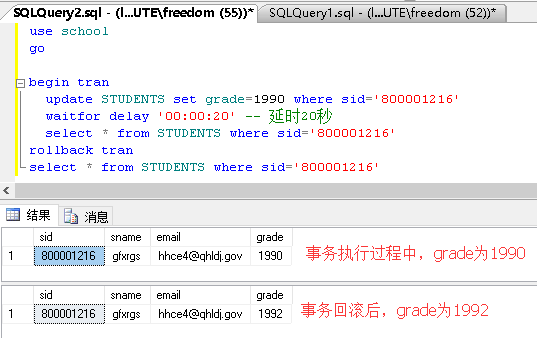 SQLQuery2.sql - (l...UTE\freedom (55))* SQLQuery1.sql - (l...UTE\freedom (52))*
use school
go
begin tran
update STUDENTS set grade=1990 where sid='800001216'
waitfor delay '00:00:20' -- 延时20秒
select * from STUDENTS where sid='800001216'
rollback tran
select * from STUDENTS where sid='800001216'
结果 消息
sid sname email grade
1 800001216 gfxrgs hhce4@qhldj.gov 1990 事务执行过程中，grade为1990
sid sname email grade
1 800001216 gfxrgs hhce4@qhldj.gov 1992 事务回滚后，grade为1992